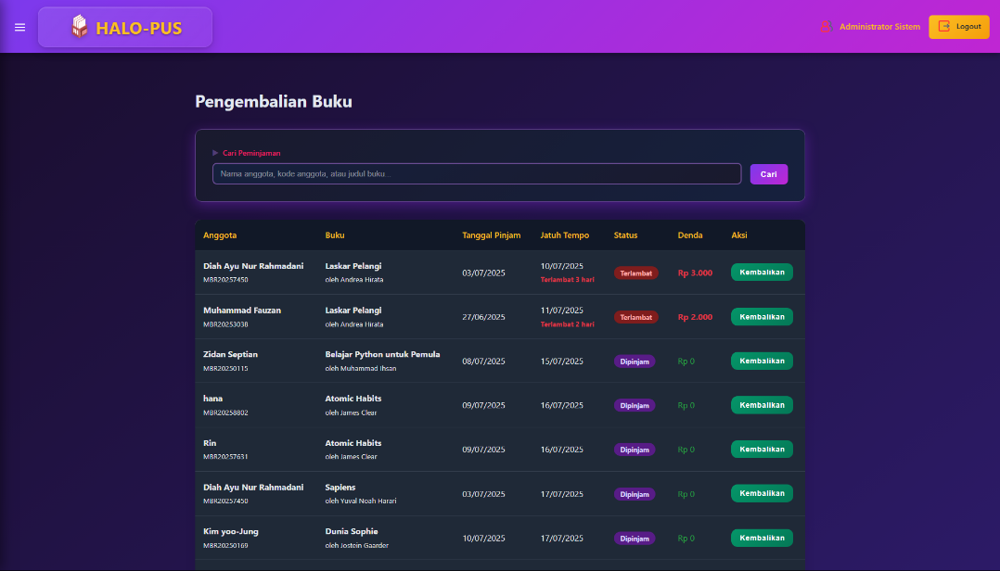 HALO-PUS
Administrator Sistem
Logout
Pengembalian Buku
Cari Peminjaman
Nama anggota, kode anggota, atau judul buku...
Cari
Anggota Buku Tanggal Pinjam Jatuh Tempo Status Denda Aksi
Diah Ayu Nur Rahmadani Laskar Pelangi 03/07/2025 10/07/2025 Terlambat Rp 3.000 Kembalikan
MBR20257450 oleh Andrea Hirata Terlambat 3 hari
Muhammad Fauzan Laskar Pelangi 27/06/2025 11/07/2025 Terlambat Rp 2.000 Kembalikan
MBR20253038 oleh Andrea Hirata Terlambat 2 hari
Zidan Septian Belajar Python untuk Pemula 08/07/2025 15/07/2025 Dipinjam Rp 0 Kembalikan
MBR20250115 oleh Muhammad Ihsan
hana Atomic Habits 09/07/2025 16/07/2025 Dipinjam Rp 0 Kembalikan
MBR20258802 oleh James Clear
Rin Atomic Habits 09/07/2025 16/07/2025 Dipinjam Rp 0 Kembalikan
MBR20257631 oleh James Clear
Diah Ayu Nur Rahmadani Sapiens 03/07/2025 17/07/2025 Dipinjam Rp 0 Kembalikan
MBR20257450 oleh Yuval Noah Harari
Kim yoo-Jung Dunia Sophie 10/07/2025 17/07/2025 Dipinjam Rp 0 Kembalikan
MBR20250169 oleh Jostein Gaarder